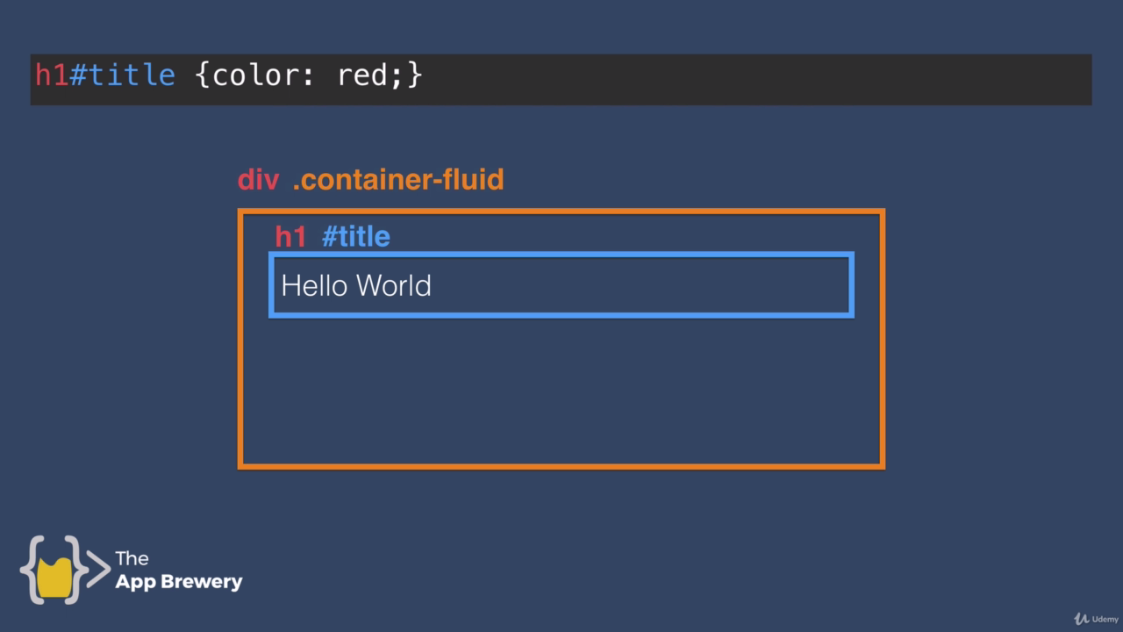 h1#title {color: red;}
div .container-fluid
h1 #title
Hello World
The
App Brewery
Udemy